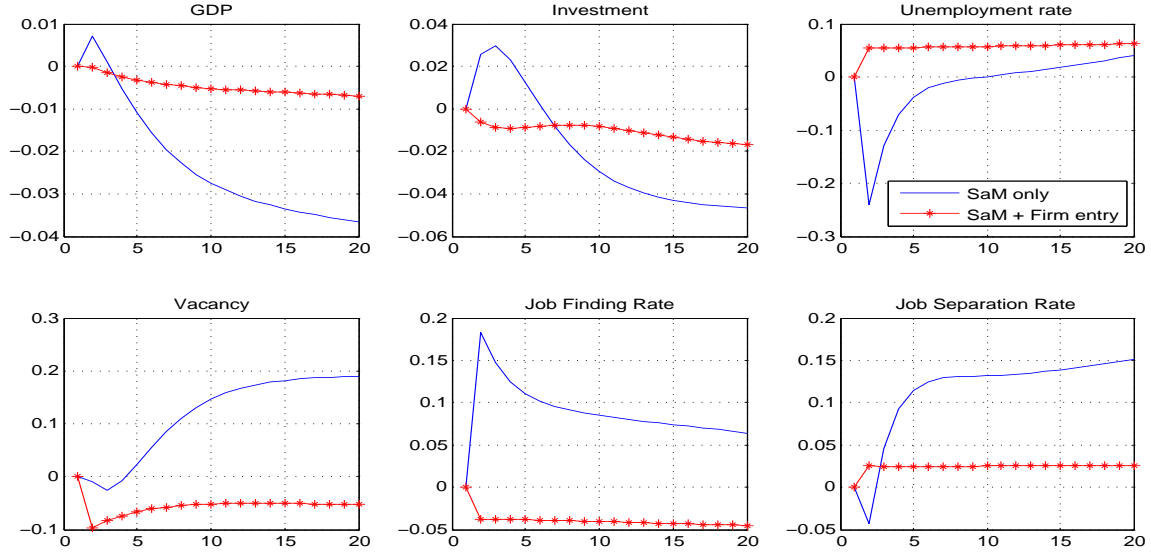 GDP
0.01
0
−0.01
−0.02
−0.03
−0.04
0 5 10 15 20
Investment
0.04
0.02
0
−0.02
−0.04
−0.06
0 5 10 15 20
Unemployment rate
0.1
0
−0.1
−0.2
−0.3
0 5 10 15 20
SaM only
SaM + Firm entry
Vacancy
0.3
0.2
0.1
0
−0.1
0 5 10 15 20
Job Finding Rate
0.2
0.15
0.1
0.05
0
−0.05
0 5 10 15 20
Job Separation Rate
0.2
0.15
0.1
0.05
0
−0.05
0 5 10 15 20